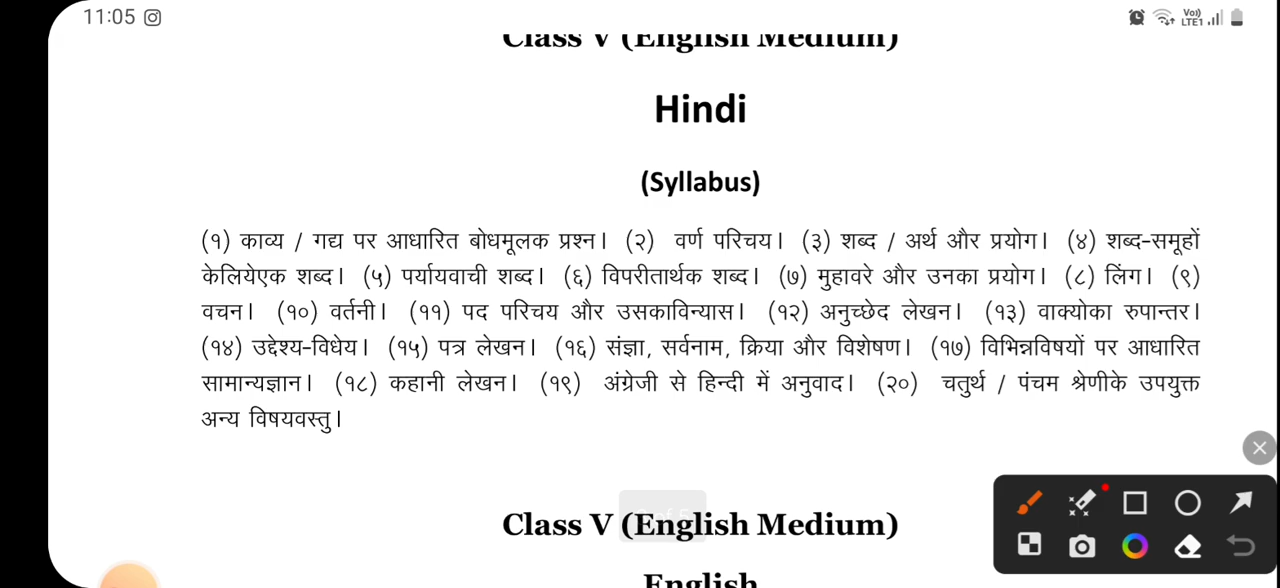 11:05
Vo))
LTE1
Class V (English Medium)
Hindi
(Syllabus)
(१) काव्य / गद्य पर आधारित बोधमूलक प्रश्न। (२) वर्ण परिचय। (३) शब्द / अर्थ और प्रयोग। (४) शब्द-समूहों
केलियेएक शब्द। (५) पर्यायवाची शब्द। (६) विपरीतार्थक शब्द। (७) मुहावरे और उनका प्रयोग। (८) लिंग। (९)
वचन। (१०) वर्तनी। (११) पद परिचय और उसकाविन्यास। (१२) अनुच्छेद लेखन। (१३) वाक्योका रुपान्तर।
(१४) उद्देश्य-विधेय। (१५) पत्र लेखन। (१६) संज्ञा, सर्वनाम, क्रिया और विशेषण। (१७) विभिन्नविषयों पर आधारित
सामान्यज्ञान। (१८) कहानी लेखन। (१९) अंग्रेजी से हिन्दी में अनुवाद। (२०) चतुर्थ / पंचम श्रेणीके उपयुक्त
अन्य विषयवस्तु।
Class V (English Medium)
English